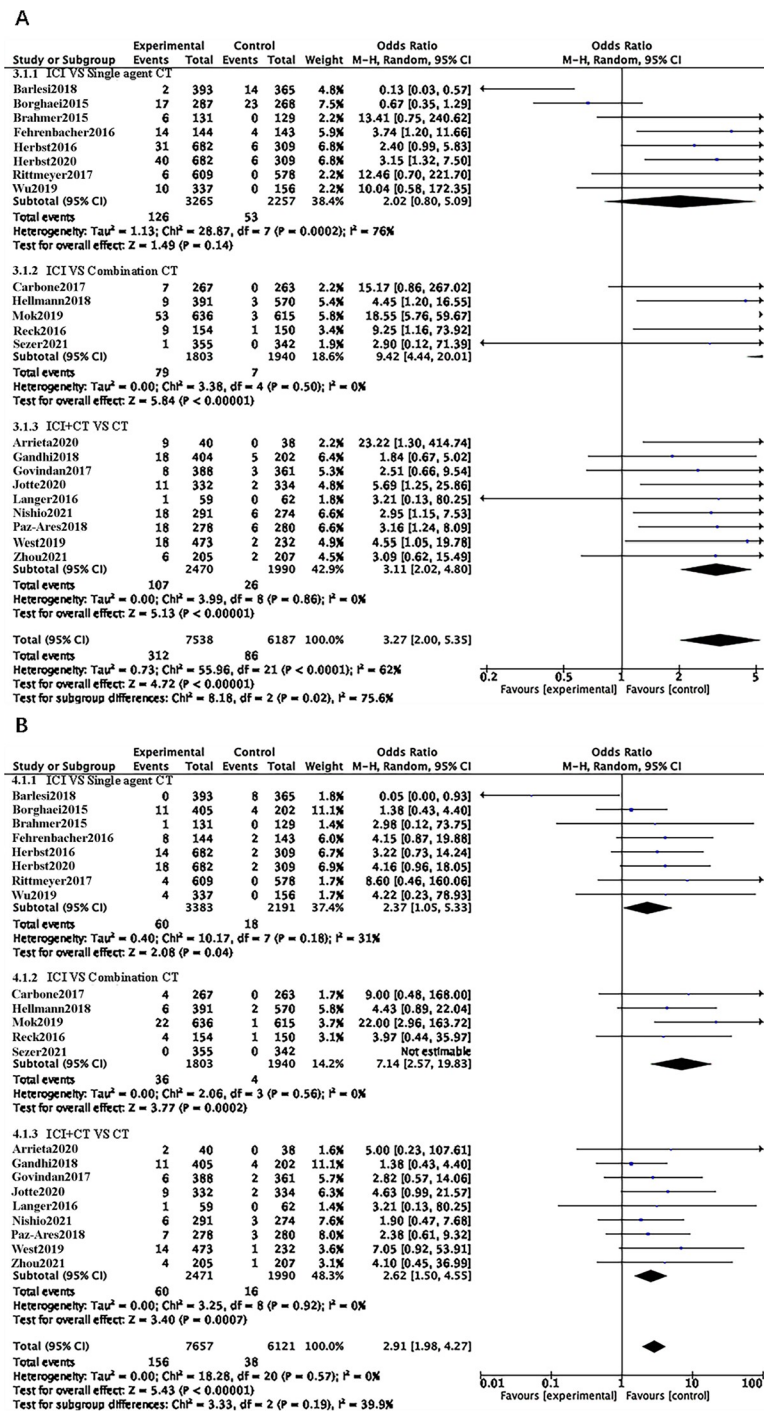 A
Experimental Control Odds Ratio Odds Ratio
Study or Subgroup Events Total Events Total Weight M-H, Random, 95% CI M-H, Random, 95% CI
3.1.1 ICI VS Single agent CT
Barlesi2018 2 393 14 365 4.8% 0.13 [0.03, 0.57]
Borghaei2015 17 287 23 268 7.5% 0.67 [0.35, 1.29]
Brahmer2015 6 131 0 129 2.2% 13.41 [0.75, 240.62]
Fehrenbacher2016 14 144 4 143 5.9% 3.74 [1.20, 11.66]
Herbst2016 31 682 6 309 6.8% 2.40 [0.99, 5.83]
Herbst2020 40 682 6 309 6.9% 3.15 [1.32, 7.50]
Rittmeyer2017 6 609 0 578 2.2% 12.46 [0.70, 221.70]
Wu2019 10 337 0 156 2.2% 10.04 [0.58, 172.35]
Subtotal (95% CI) 3265 2257 38.4% 2.02 [0.80, 5.09]
Total events 126 53
Heterogeneity: Tau² = 1.13; Chi² = 28.87, df = 7 (P = 0.0002); I² = 76%
Test for overall effect: Z = 1.49 (P = 0.14)
3.1.2 ICI VS Combination CT
Carbone2017 7 267 0 263 2.2% 15.17 [0.86, 267.02]
Hellmann2018 9 391 3 570 5.4% 4.45 [1.20, 16.55]
Mok2019 53 636 3 615 5.8% 18.55 [5.76, 59.67]
Reck2016 9 154 1 150 3.4% 9.25 [1.16, 73.92]
Sezer2021 1 355 0 342 1.9% 2.90 [0.12, 71.39]
Subtotal (95% CI) 1803 1940 18.6% 9.42 [4.44, 20.01]
Total events 79 7
Heterogeneity: Tau² = 0.00; Chi² = 3.38, df = 4 (P = 0.50); I² = 0%
Test for overall effect: Z = 5.84 (P < 0.00001)
3.1.3 ICI+CT VS CT
Arrieta2020 9 40 0 38 2.2% 23.22 [1.30, 414.74]
Gandhi2018 18 404 5 202 6.4% 1.84 [0.67, 5.02]
Govindan2017 8 388 3 361 5.3% 2.51 [0.66, 9.54]
Jotte2020 11 332 2 334 4.8% 5.69 [1.25, 25.86]
Langer2016 1 59 0 62 1.9% 3.21 [0.13, 80.25]
Nishio2021 18 291 6 274 6.6% 2.95 [1.15, 7.53]
Paz-Ares2018 18 278 6 280 6.6% 3.16 [1.24, 8.09]
West2019 18 473 2 232 4.5% 4.55 [1.05, 19.78]
Zhou2021 6 205 2 207 4.5% 3.09 [0.62, 15.49]
Subtotal (95% CI) 2470 1990 42.9% 3.11 [2.02, 4.80]
Total events 107 26
Heterogeneity: Tau² = 0.00; Chi² = 3.99, df = 8 (P = 0.86); I² = 0%
Test for overall effect: Z = 5.13 (P < 0.00001)
Total (95% CI) 7538 6187 100.0% 3.27 [2.00, 5.35]
Total events 312 86
Heterogeneity: Tau² = 0.73; Chi² = 55.96, df = 21 (P < 0.0001); I² = 62%
0.2 0.5 1 2 5
Test for overall effect: Z = 4.72 (P < 0.00001)
Favours [experimental] Favours [control]
Test for subgroup differences: Chi² = 8.18, df = 2 (P = 0.02), I² = 75.6%
B
Experimental Control Odds Ratio Odds Ratio
Study or Subgroup Events Total Events Total Weight M-H, Random, 95% CI M-H, Random, 95% CI
4.1.1 ICI VS Single agent CT
Barlesi2018 0 393 8 365 1.8% 0.05 [0.00, 0.93]
Borghaei2015 11 405 4 202 11.1% 1.38 [0.43, 4.40]
Brahmer2015 1 131 0 129 1.4% 2.98 [0.12, 73.75]
Fehrenbacher2016 8 144 2 143 6.0% 4.15 [0.87, 19.88]
Herbst2016 14 682 2 309 6.7% 3.22 [0.73, 14.24]
Herbst2020 18 682 2 309 6.9% 4.16 [0.96, 18.05]
Rittmeyer2017 4 609 0 578 1.7% 8.60 [0.46, 160.06]
Wu2019 4 337 0 156 1.7% 4.22 [0.23, 78.93]
Subtotal (95% CI) 3383 2191 37.4% 2.37 [1.05, 5.33]
Total events 60 18
Heterogeneity: Tau² = 0.40; Chi² = 10.17, df = 7 (P = 0.18); I² = 31%
Test for overall effect: Z = 2.08 (P = 0.04)
4.1.2 ICI VS Combination CT
Carbone2017 4 267 0 263 1.7% 9.00 [0.48, 168.00]
Hellmann2018 6 391 2 570 5.8% 4.43 [0.89, 22.04]
Mok2019 22 636 1 615 3.7% 22.00 [2.96, 163.72]
Reck2016 4 154 1 150 3.1% 3.97 [0.44, 35.97]
Sezer2021 0 355 0 342 Not estimable
Subtotal (95% CI) 1803 1940 14.2% 7.14 [2.57, 19.83]
Total events 36 4
Heterogeneity: Tau² = 0.00; Chi² = 2.06, df = 3 (P = 0.56); I² = 0%
Test for overall effect: Z = 3.77 (P = 0.0002)
4.1.3 ICI+CT VS CT
Arrieta2020 2 40 0 38 1.6% 5.00 [0.23, 107.61]
Gandhi2018 11 405 4 202 11.1% 1.38 [0.43, 4.40]
Govindan2017 6 388 2 361 5.7% 2.82 [0.57, 14.06]
Jotte2020 9 332 2 334 6.3% 4.63 [0.99, 21.57]
Langer2016 1 59 0 62 1.4% 3.21 [0.13, 80.25]
Nishio2021 6 291 3 274 7.6% 1.90 [0.47, 7.68]
Paz-Ares2018 7 278 3 280 8.0% 2.38 [0.61, 9.32]
West2019 14 473 1 232 3.6% 7.05 [0.92, 53.91]
Zhou2021 4 205 1 207 3.1% 4.10 [0.45, 36.99]
Subtotal (95% CI) 2471 1990 48.3% 2.62 [1.50, 4.55]
Total events 60 16
Heterogeneity: Tau² = 0.00; Chi² = 3.25, df = 8 (P = 0.92); I² = 0%
Test for overall effect: Z = 3.40 (P = 0.0007)
Total (95% CI) 7657 6121 100.0% 2.91 [1.98, 4.27]
Total events 156 38
Heterogeneity: Tau² = 0.00; Chi² = 18.28, df = 20 (P = 0.57); I² = 0%
0.01 0.1 1 10 100
Test for overall effect: Z = 5.43 (P < 0.00001)
Favours [experimental] Favours [control]
Test for subgroup differences: Chi² = 3.33, df = 2 (P = 0.19), I² = 39.9%